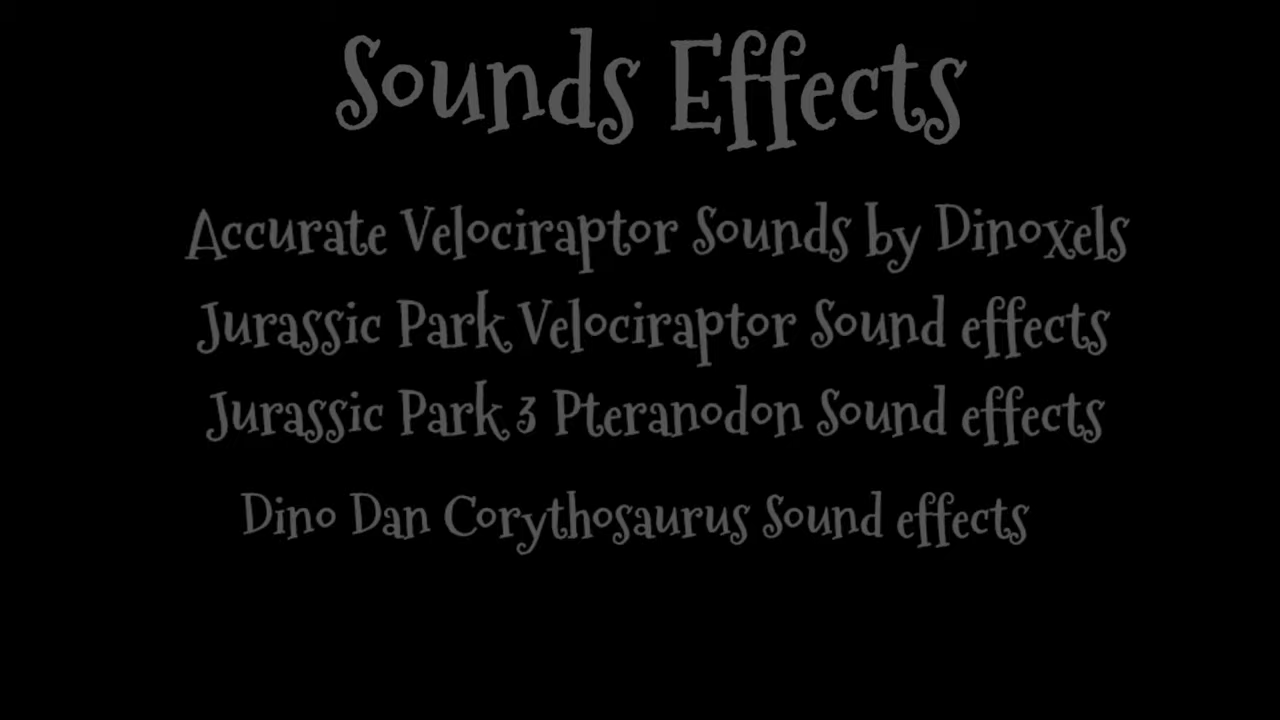 Sounds Effects
Accurate Velociraptor Sounds by Dinoxels
Jurassic Park Velociraptor Sound effects
Jurassic Park 3 Pteranodon Sound effects
Dino Dan Corythosaurus Sound effects